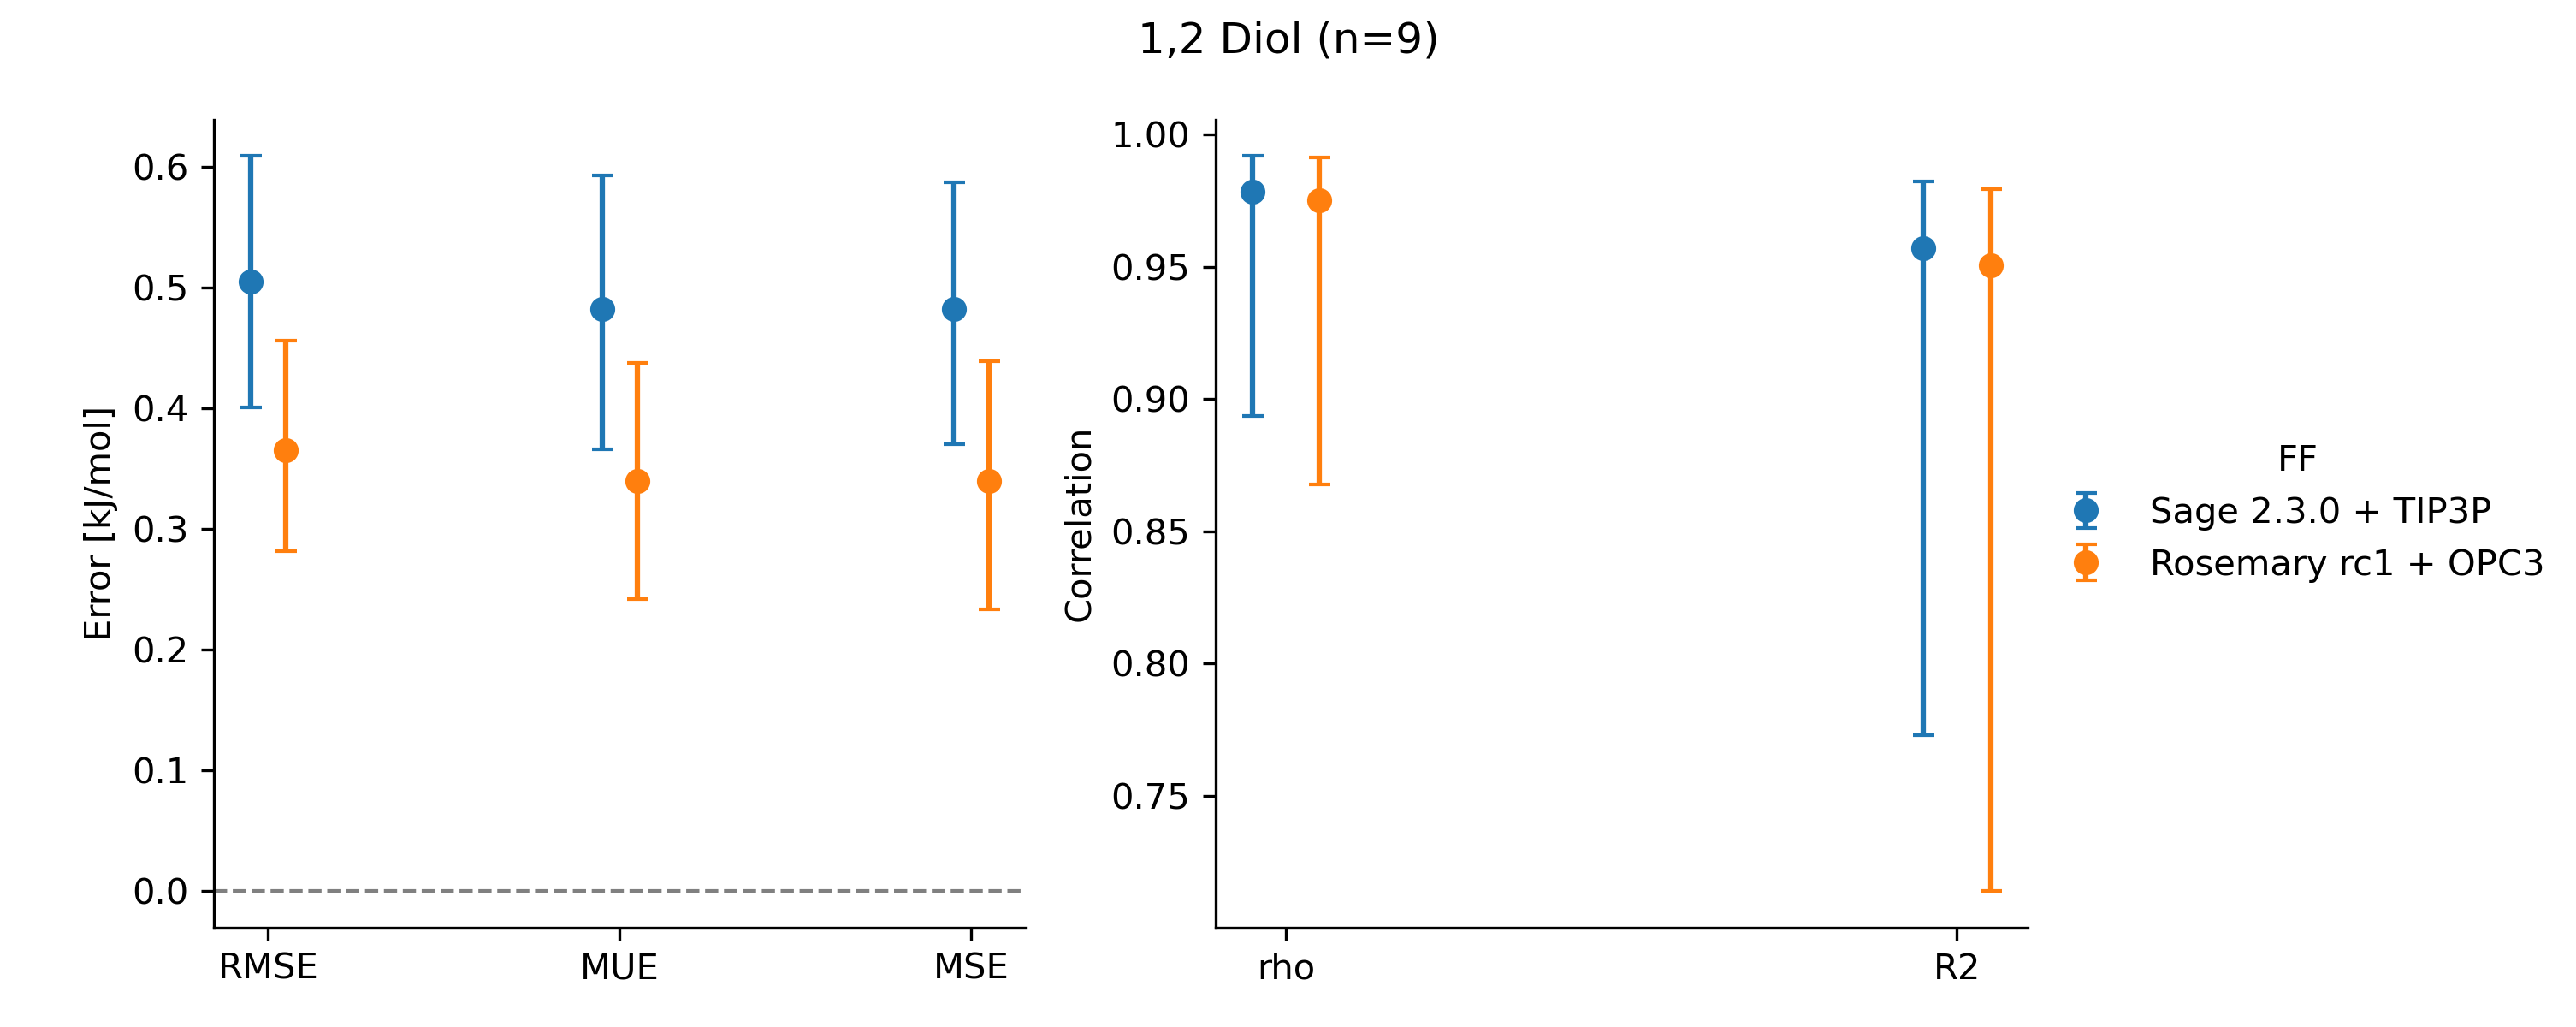 1,2 Diol (n=9)
Error [kJ/mol]
0.6
0.5
0.4
0.3
0.2
0.1
0.0
RMSE
MUE
MSE
Correlation
1.00
0.95
0.90
0.85
0.80
0.75
rho
R2
FF
Sage 2.3.0 + TIP3P
Rosemary rc1 + OPC3